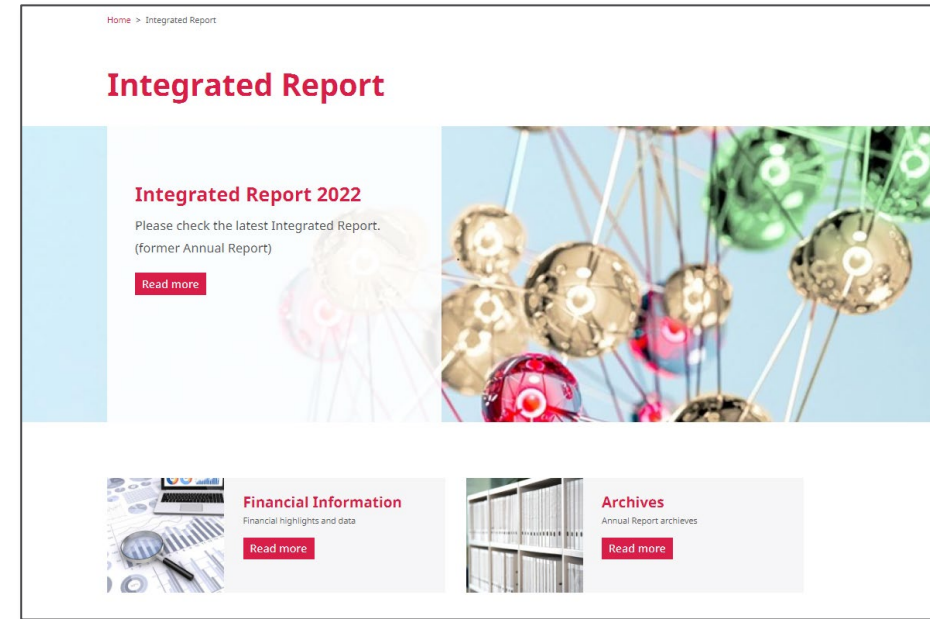 Home > Integrated Report
Integrated Report
Integrated Report 2022
Please check the latest Integrated Report.
(former Annual Report)
Read more
Financial Information
Financial highlights and data
Read more
Archives
Annual Report archieves
Read more